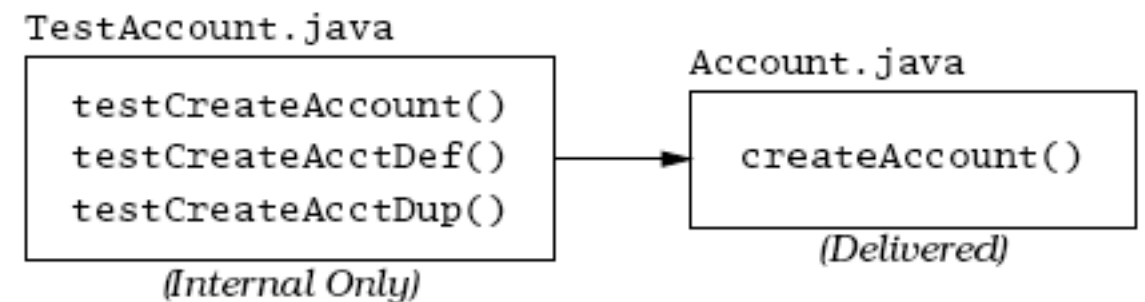 TestAccount.java
testCreateAccount()
testCreateAcctDef()
testCreateAcctDup()
(Internal Only)
Account.java
createAccount()
(Delivered)